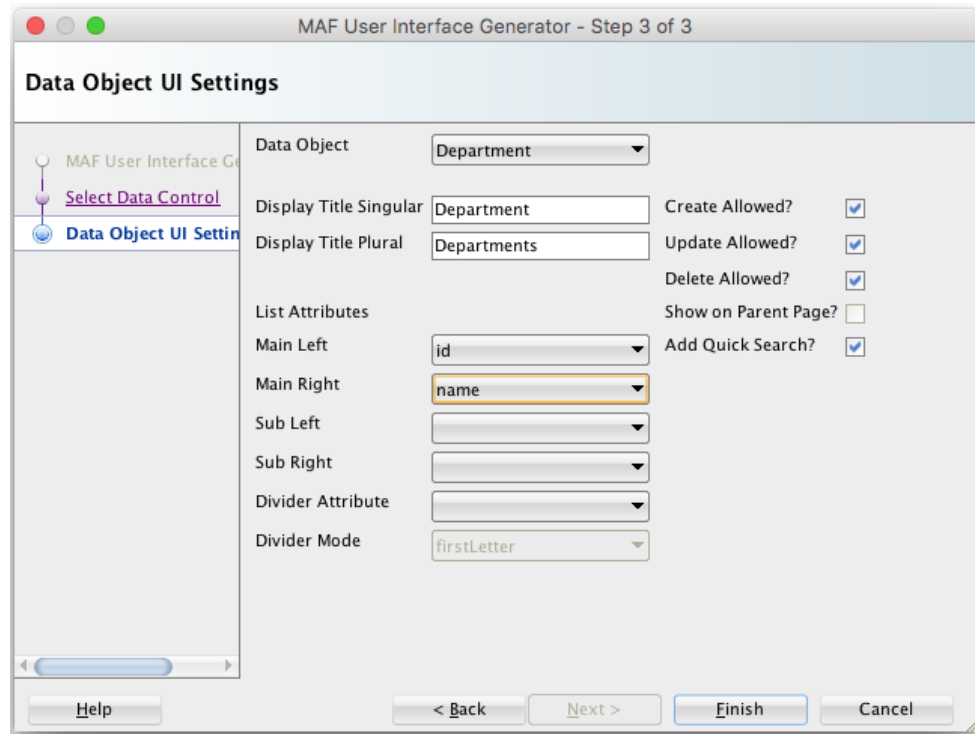 MAF User Interface Generator - Step 3 of 3
Data Object UI Settings
MAF User Interface Ge
Select Data Control
Data Object UI Settin
Data Object Department
Display Title Singular Department Create Allowed?
Display Title Plural Departments Update Allowed?
Delete Allowed?
List Attributes Show on Parent Page?
Main Left id Add Quick Search?
Main Right name
Sub Left
Sub Right
Divider Attribute
Divider Mode firstLetter
Help < Back Next > Finish Cancel